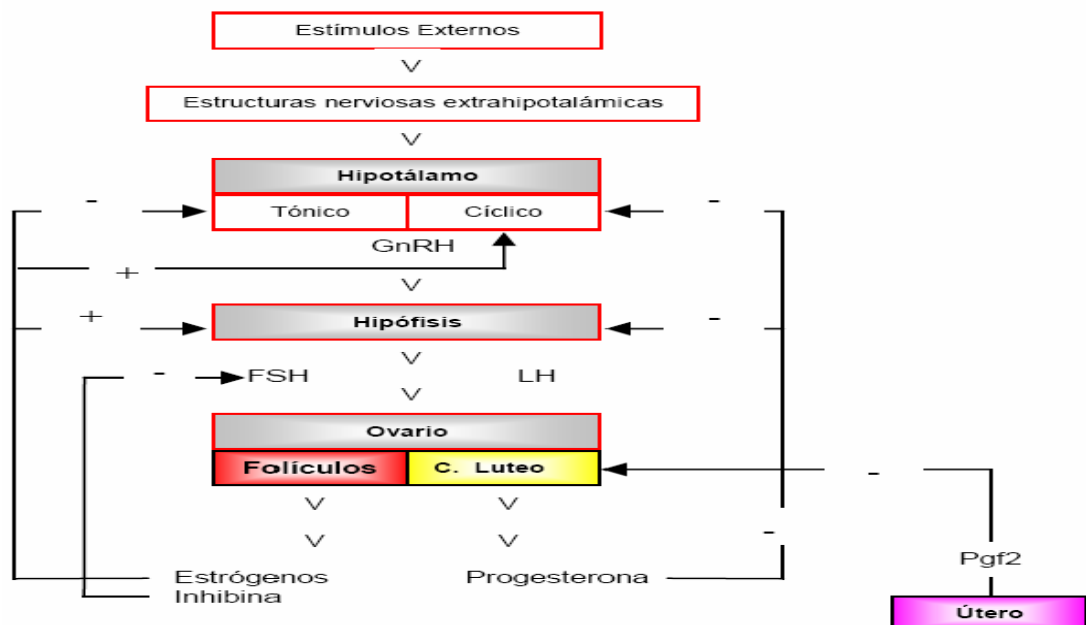 Estímulos Externos
V
Estructuras nerviosas extrahipotalámicas
V
Hipotálamo
- Tónico Cíclico -
GnRH
+
V
+ Hipófisis -
V
- FSH LH
V
Ovario
Folículos C. Luteo -
V V
V V -
Pgf2
Estrógenos Progesterona
Inhibina
Útero